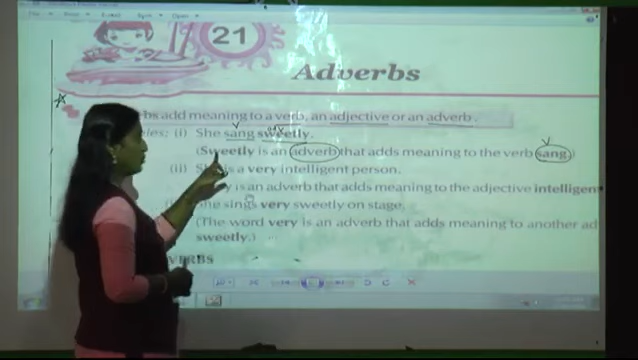 21
Adverbs
bs add meaning to a verb, an adjective or an adverb.
les: (i) She sang sweetly.
(Sweetly is an adverb that adds meaning to the verb sang.)
(ii) is a very intelligent person.
is an adverb that adds meaning to the adjective intelligent
She sings very sweetly on stage.
(The word very is an adverb that adds meaning to another ad
sweetly.)
VERBS